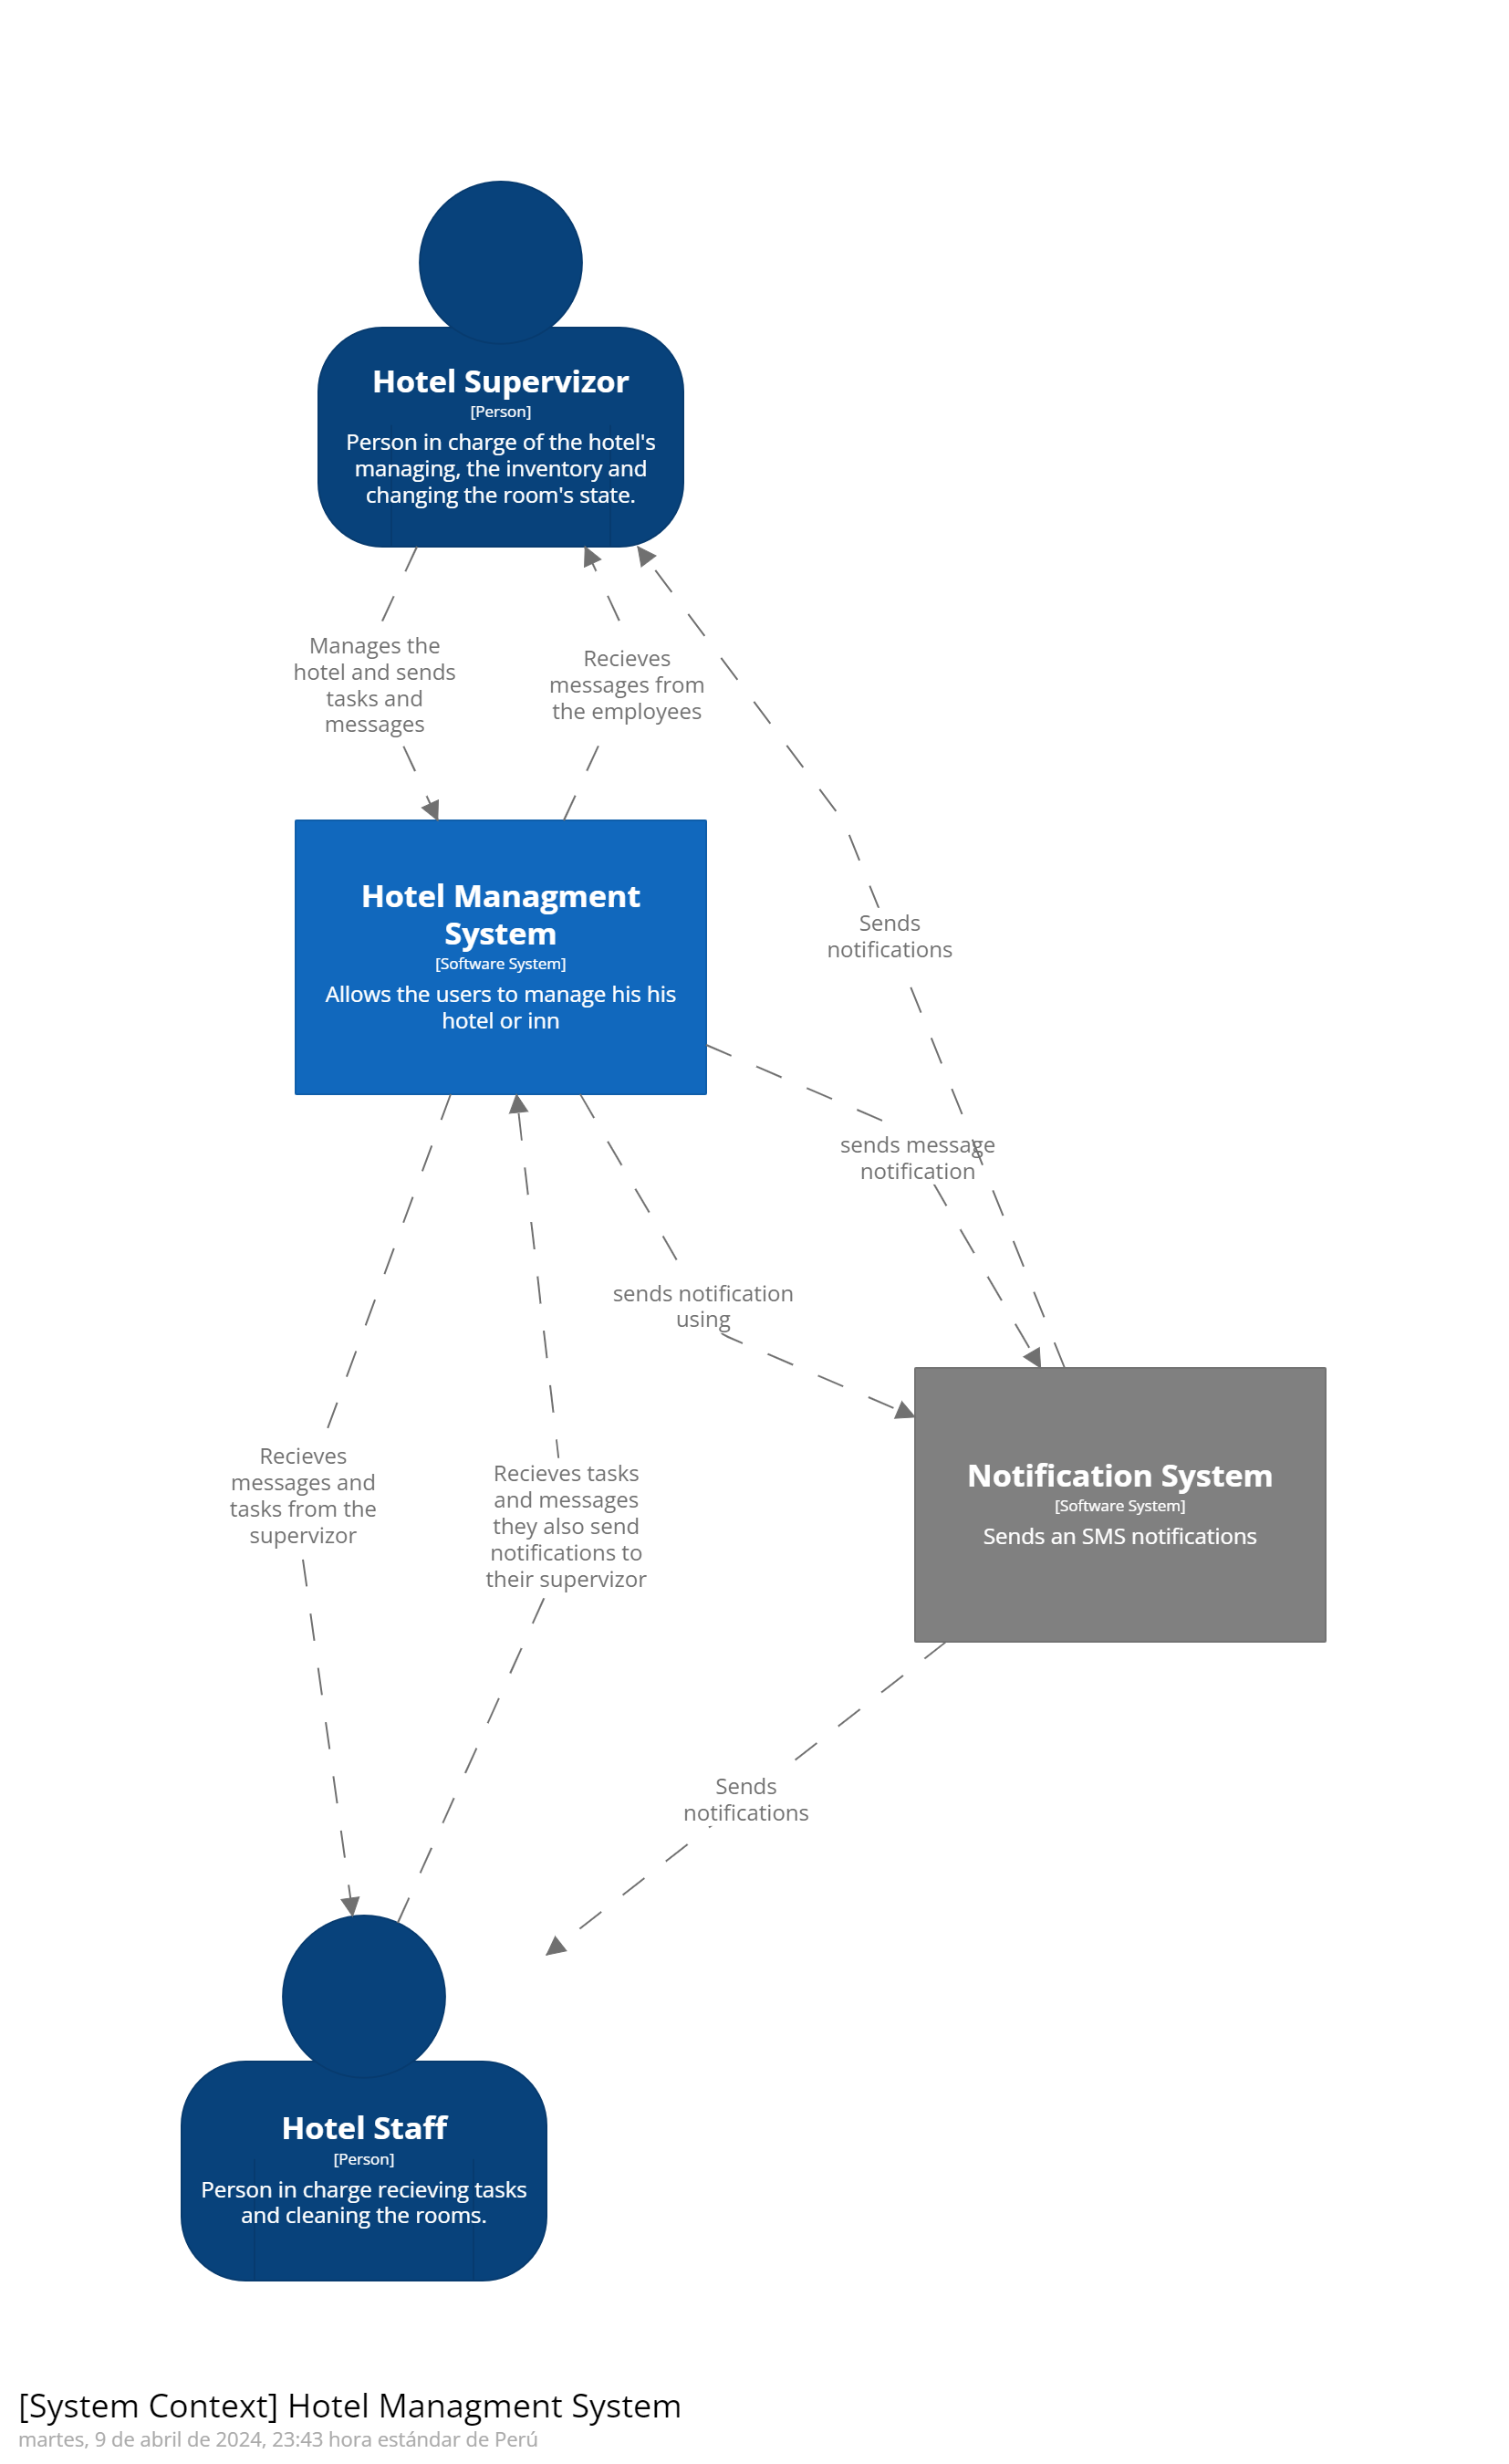 Hotel Supervizor
[Person]
Person in charge of the hotel's
managing, the inventory and
changing the room's state.
Manages the
hotel and sends
tasks and
messages
Recieves
messages from
the employees
Hotel Managment
System
[Software System]
Allows the users to manage his his
hotel or inn
Sends
notifications
sends message
notification
sends notification
using
Recieves
messages and
tasks from the
supervizor
Recieves tasks
and messages
they also send
notifications to
their supervizor
Notification System
[Software System]
Sends an SMS notifications
Sends
notifications
Hotel Staff
[Person]
Person in charge recieving tasks
and cleaning the rooms.
[System Context] Hotel Managment System
martes, 9 de abril de 2024, 23:43 hora estándar de Perú